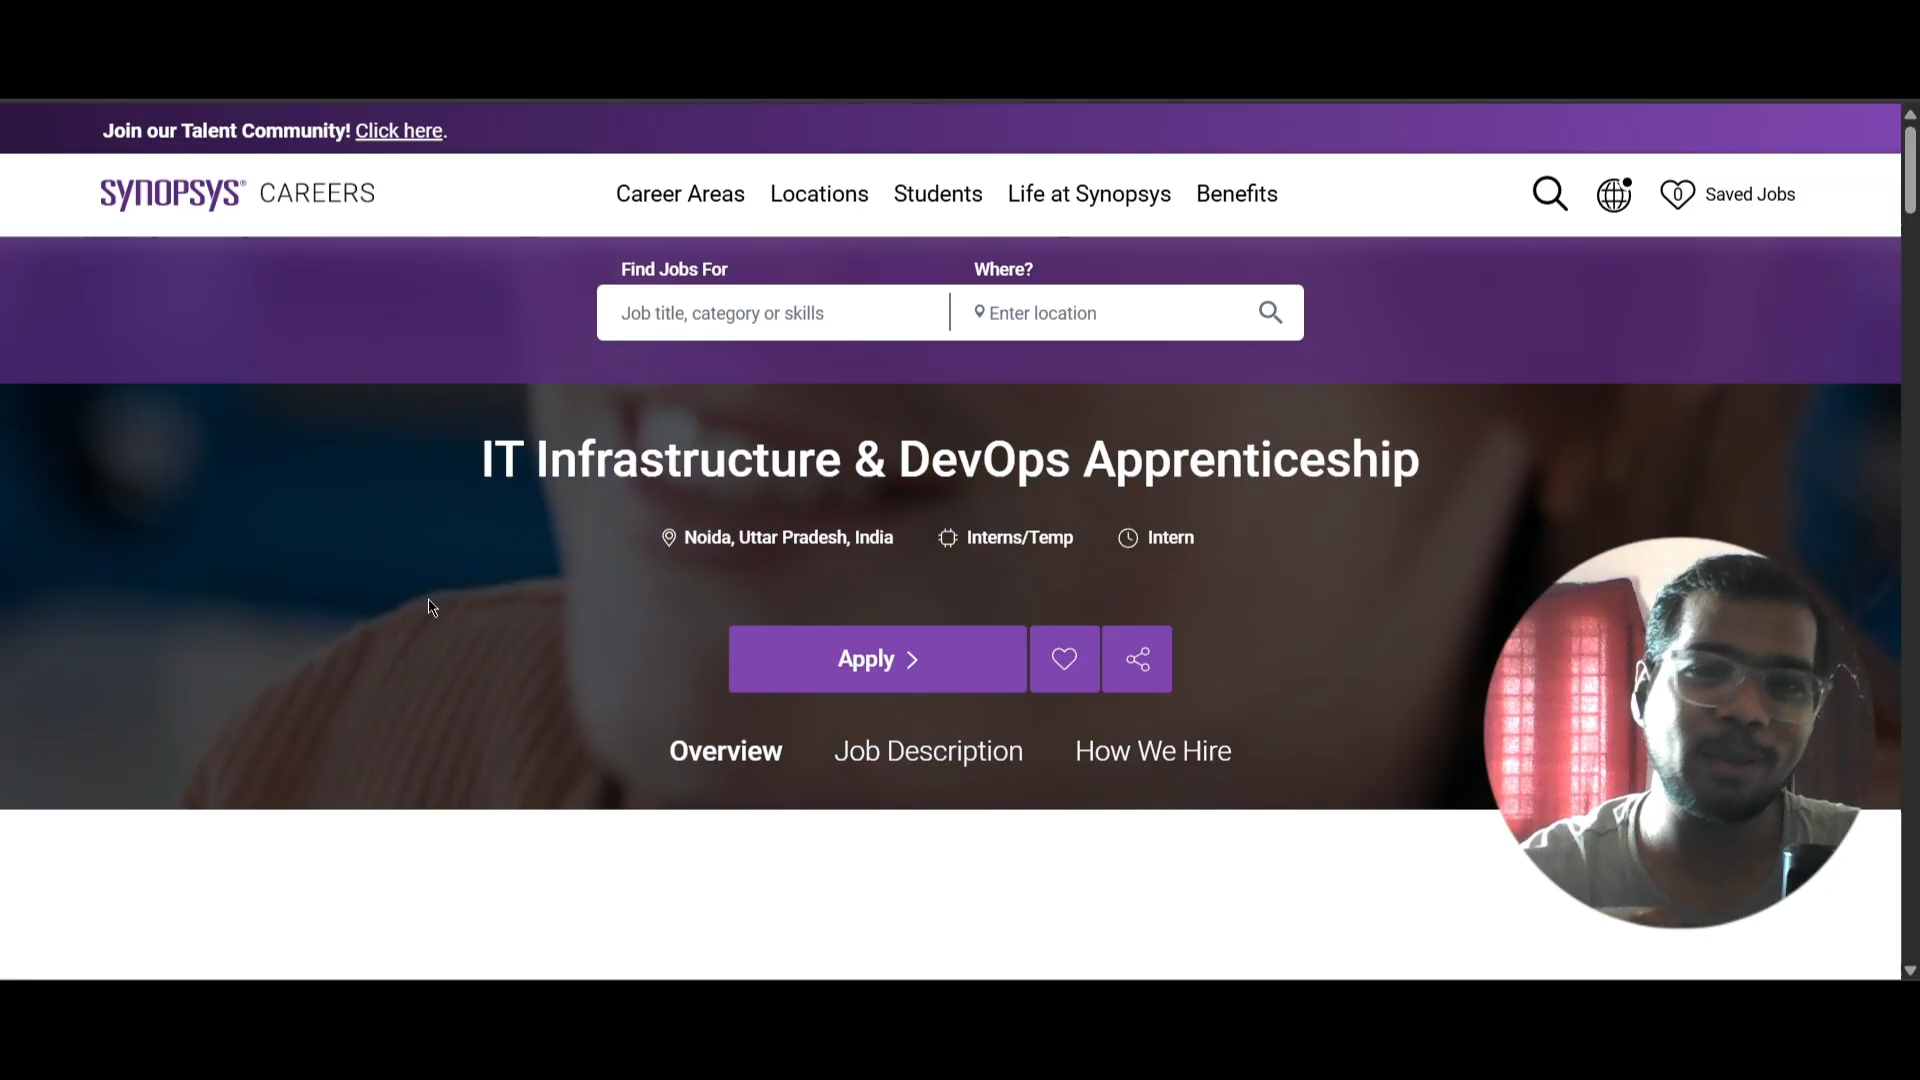 Join our Talent Community! Click here.
SYNOPSYS® CAREERS
Career Areas Locations Students Life at Synopsys Benefits
0 Saved Jobs
Find Jobs For Where?
Job title, category or skills Enter location
IT Infrastructure & DevOps Apprenticeship
Noida, Uttar Pradesh, India Interns/Temp Intern
Apply >
Overview Job Description How We Hire